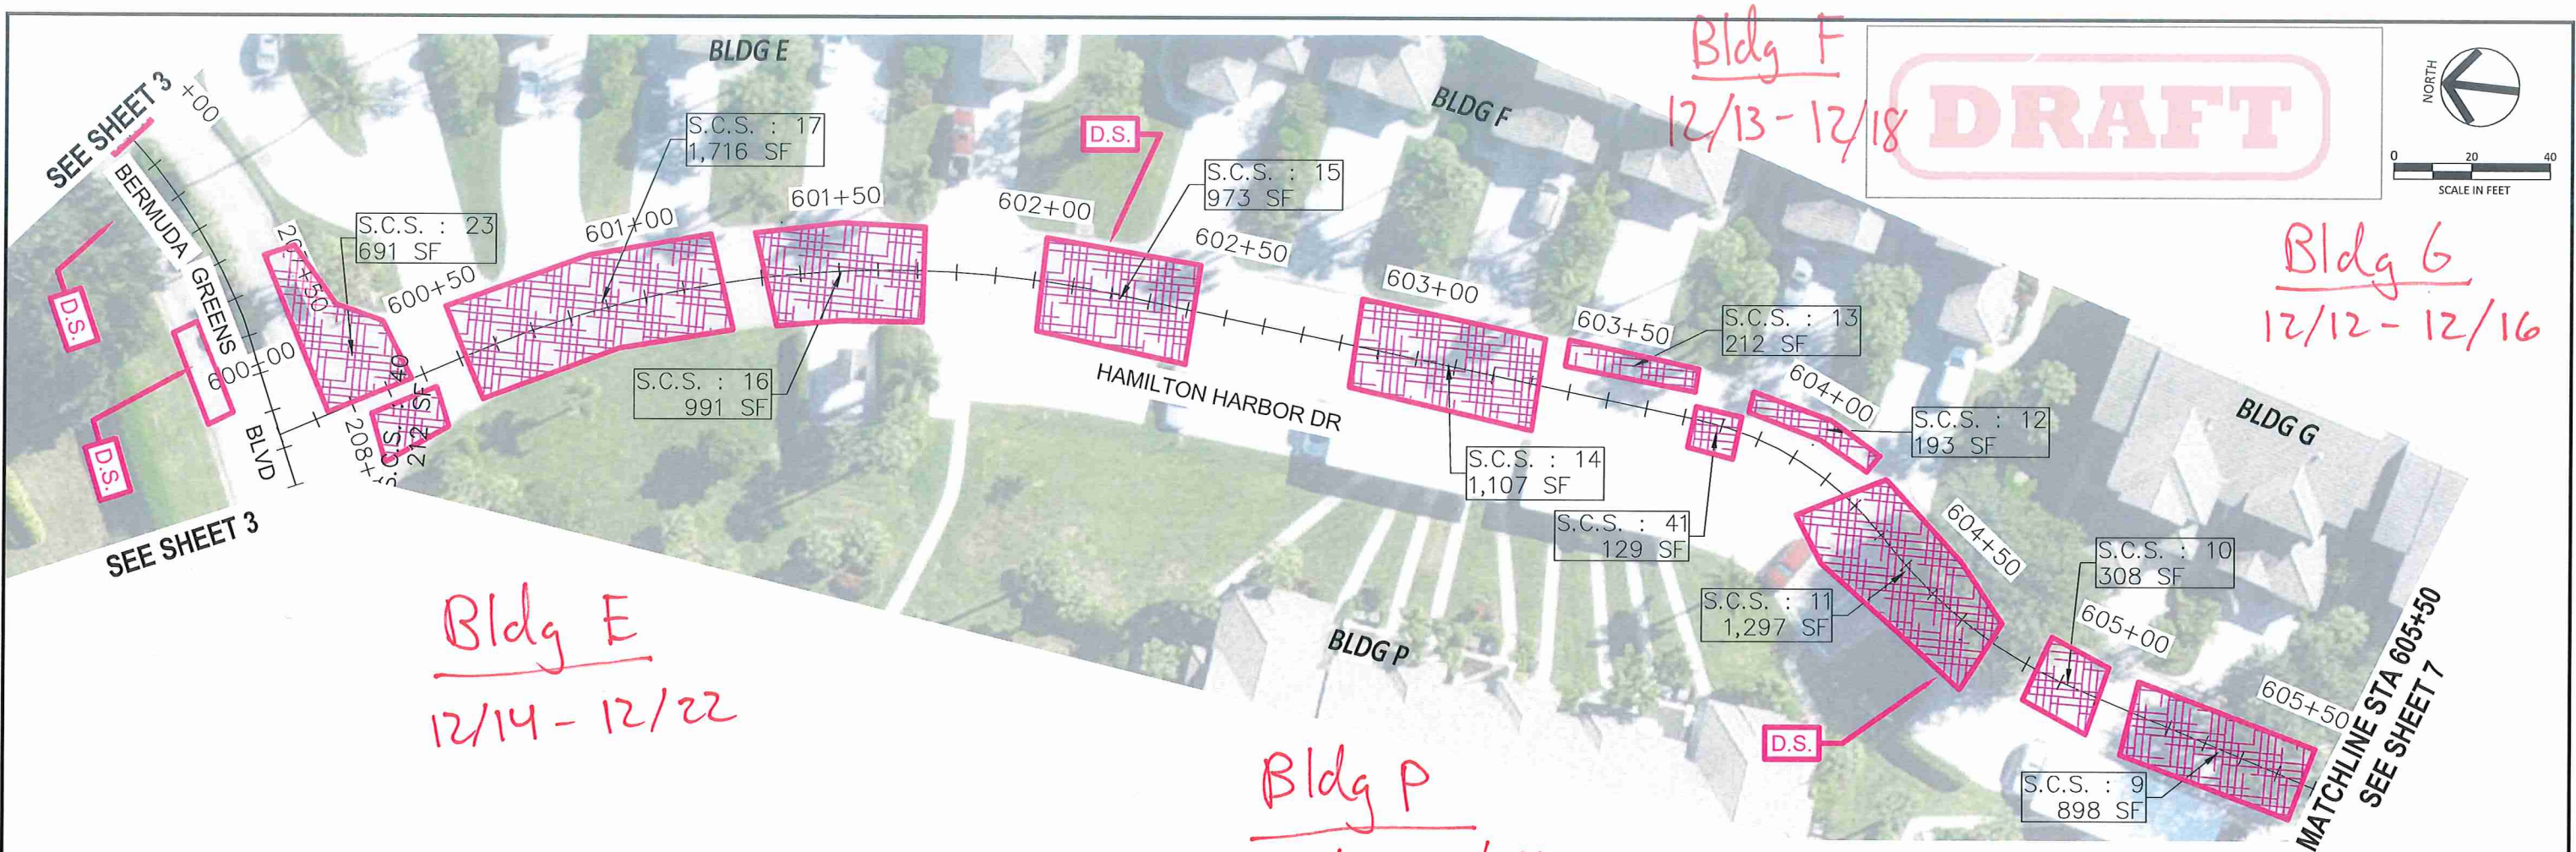 SEE SHEET 3
+00
BERMUDA GREENS BLVD
D.S.
D.S.
SEE SHEET 3
600+00
S.C.S. : 23
691 SF
S.C.S. : 40
212 SF
600+50
BLDG E
S.C.S. : 17
1,716 SF
601+00
601+50
S.C.S. : 16
991 SF
602+00
D.S.
S.C.S. : 15
973 SF
602+50
HAMILTON HARBOR DR
BLDG F
603+00
S.C.S. : 14
1,107 SF
603+50
S.C.S. : 13
212 SF
S.C.S. : 41
129 SF
604+00
S.C.S. : 12
193 SF
S.C.S. : 11
1,297 SF
604+50
D.S.
BLDG G
S.C.S. : 10
308 SF
605+00
605+50
S.C.S. : 9
898 SF
MATCHLINE STA 605+50
SEE SHEET 7
BLDG P
DRAFT
NORTH
0 20 40
SCALE IN FEET
Bldg F
12/13 - 12/18
Bldg G
12/12 - 12/16
Bldg E
12/14 - 12/22
Bldg P